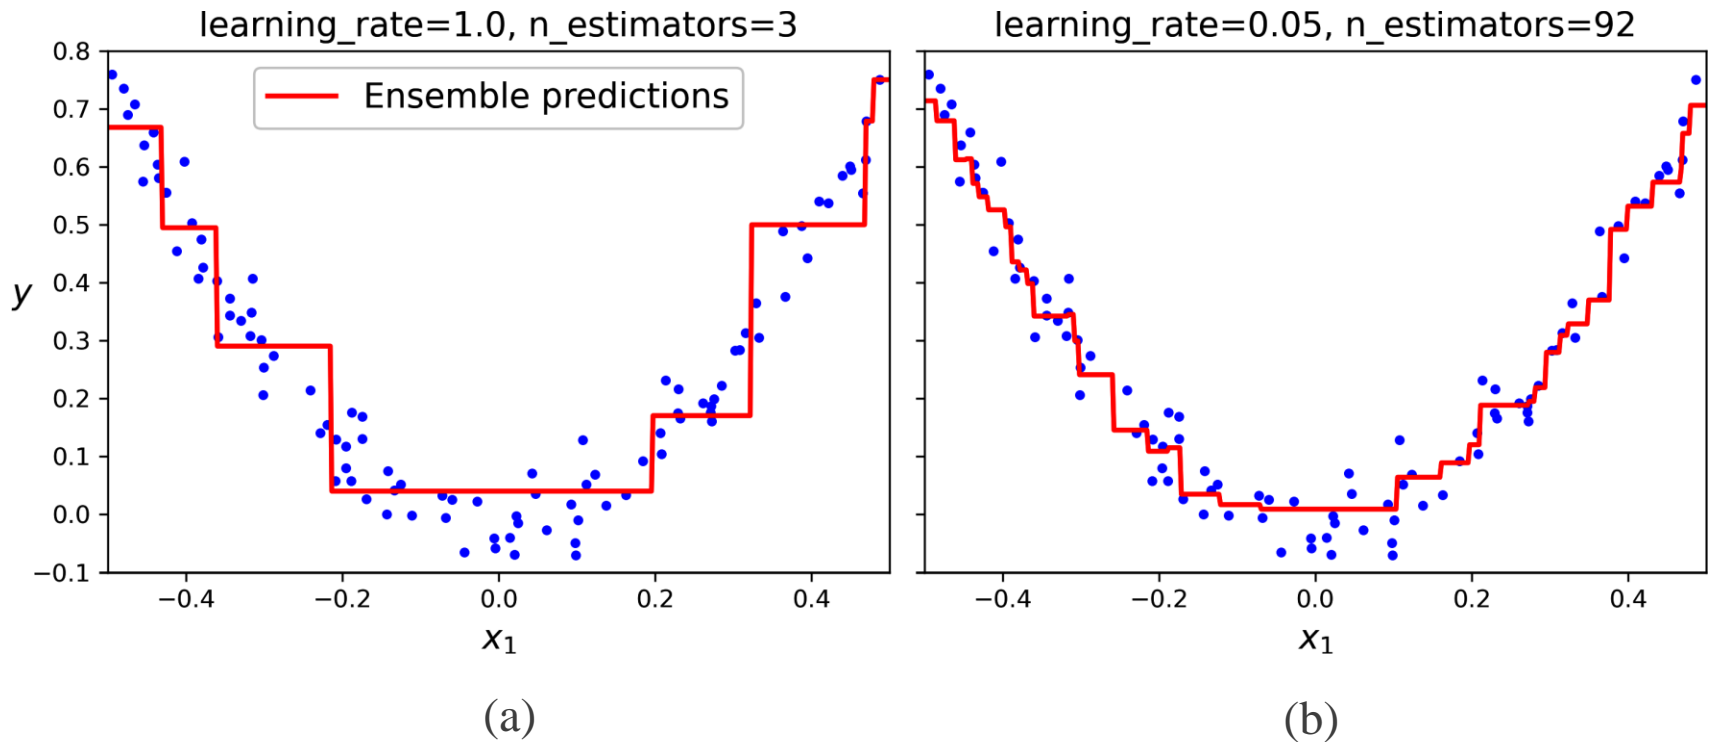 learning_rate=1.0, n_estimators=3
learning_rate=0.05, n_estimators=92
Ensemble predictions
0.8
0.7
0.6
0.5
0.4
0.3
0.2
0.1
0.0
−0.1
y
−0.4 −0.2 0.0 0.2 0.4
−0.4 −0.2 0.0 0.2 0.4
x₁
x₁
(a)
(b)